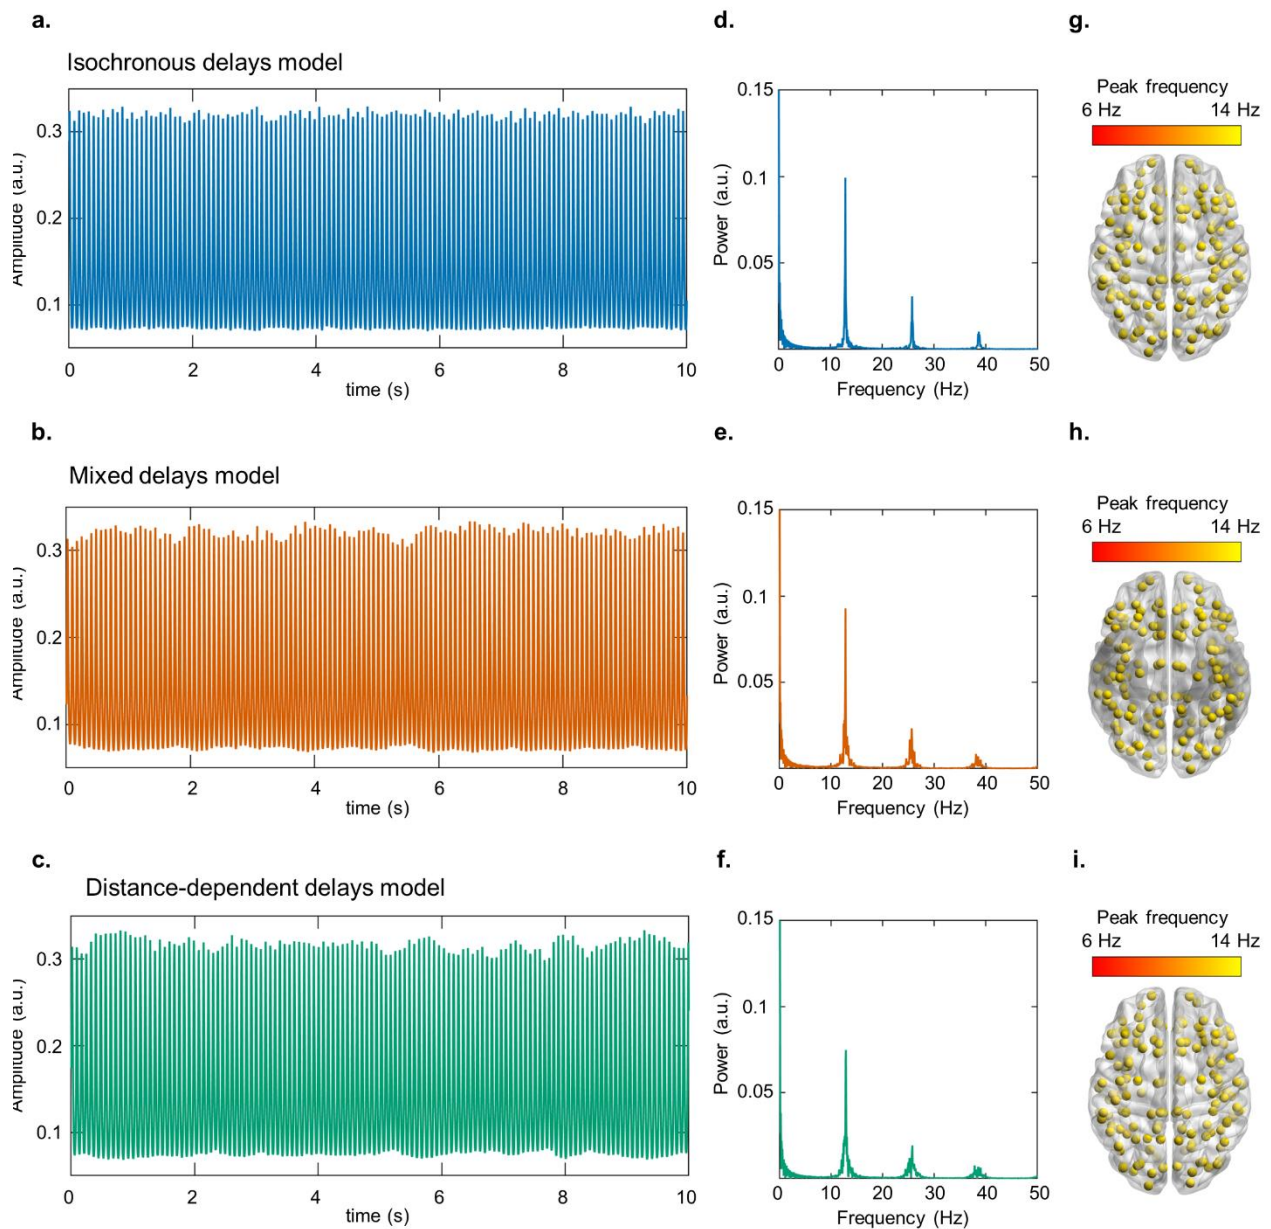 a.
Isochronous delays model
Amplitude (a.u.)
0.3
0.2
0.1
0 2 4 6 8 10
time (s)
d.
Power (a.u.)
0.15
0.1
0.05
0 10 20 30 40 50
Frequency (Hz)
g.
Peak frequency
6 Hz 14 Hz
b.
Mixed delays model
Amplitude (a.u.)
0.3
0.2
0.1
0 2 4 6 8 10
time (s)
e.
Power (a.u.)
0.15
0.1
0.05
0 10 20 30 40 50
Frequency (Hz)
h.
Peak frequency
6 Hz 14 Hz
c.
Distance-dependent delays model
Amplitude (a.u.)
0.3
0.2
0.1
0 2 4 6 8 10
time (s)
f.
Power (a.u.)
0.15
0.1
0.05
0 10 20 30 40 50
Frequency (Hz)
i.
Peak frequency
6 Hz 14 Hz